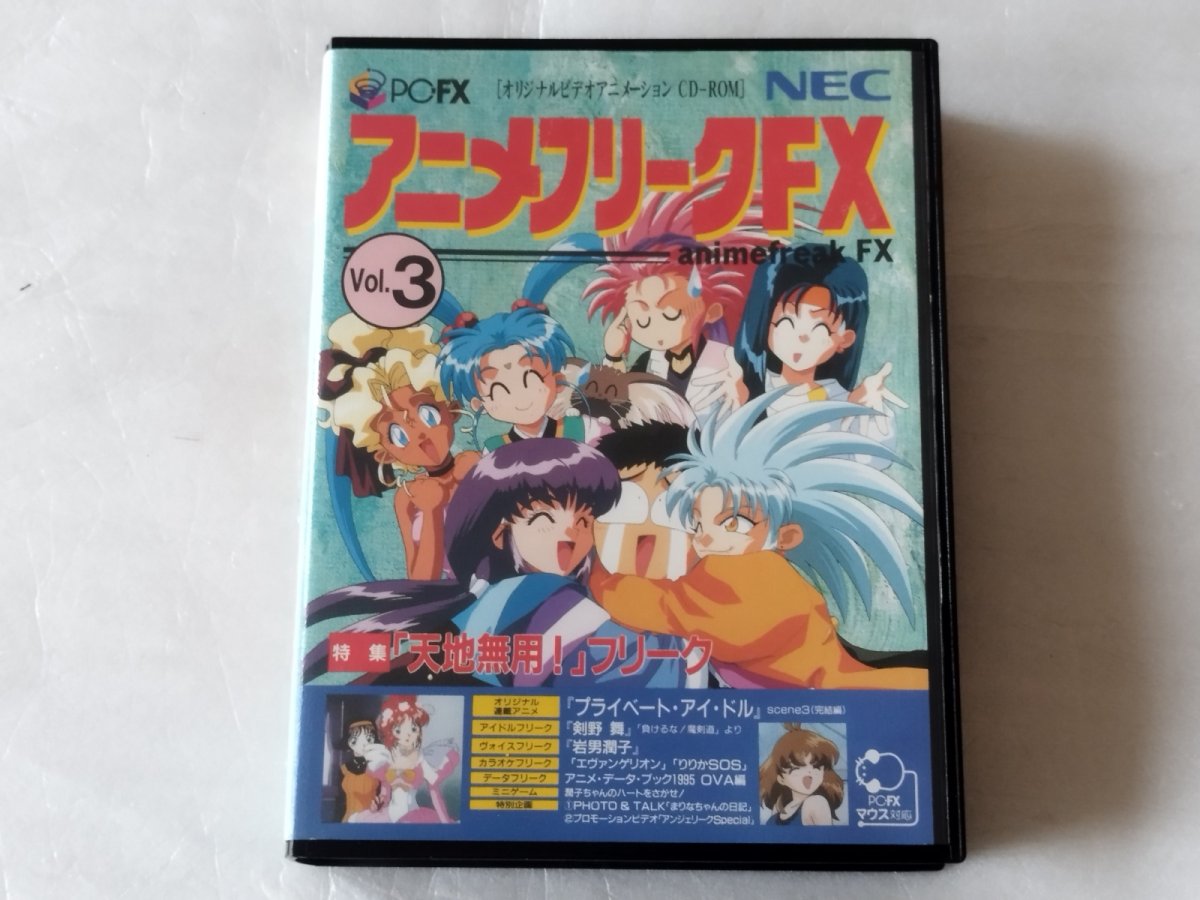 PC-FX
[オリジナルビデオアニメーション CD-ROM]
NEC
アニメフリークFX
animefreak FX
Vol.3
特集 「天地無用!」フリーク
オリジナル連載アニメ 『プライベート・アイ・ドル』 scene3(完結編)
アイドルフリーク 『剣野 舞』「負けるな!魔剣道」より
ヴォイスフリーク 『岩男潤子』
カラオケフリーク 「エヴァンゲリオン」「りりかSOS」
データフリーク アニメ・データ・ブック1995 OVA編
ミニゲーム 潤子ちゃんのハートをさがせ!
特別企画 ①PHOTO & TALK「まりなちゃんの日記」
②プロモーションビデオ「アンジェリークSpecial」
PC-FX
マウス対応